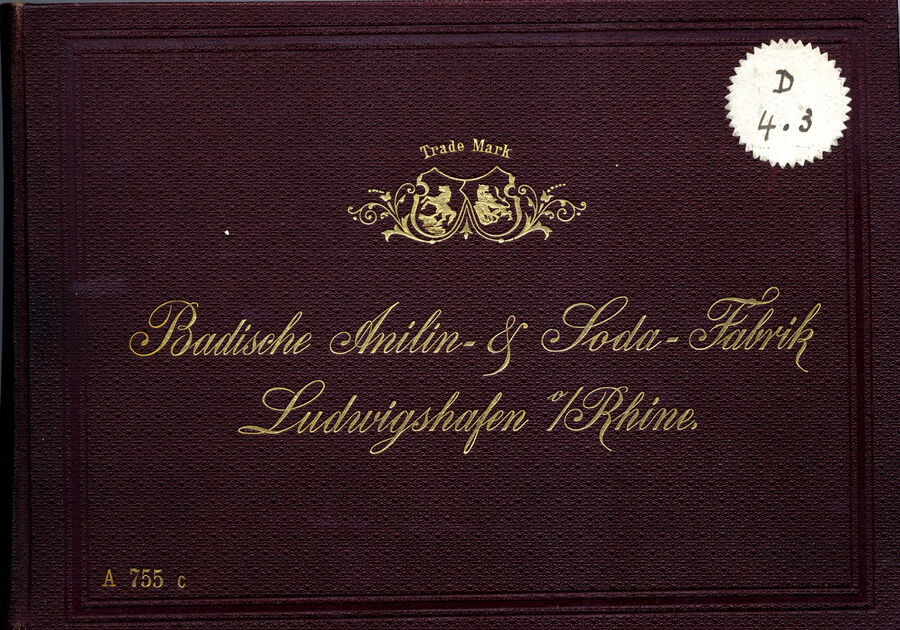 D
4.3
Trade Mark
Badische Anilin- & Soda-Fabrik
Ludwigshafen o/Rhine.
A 755 c